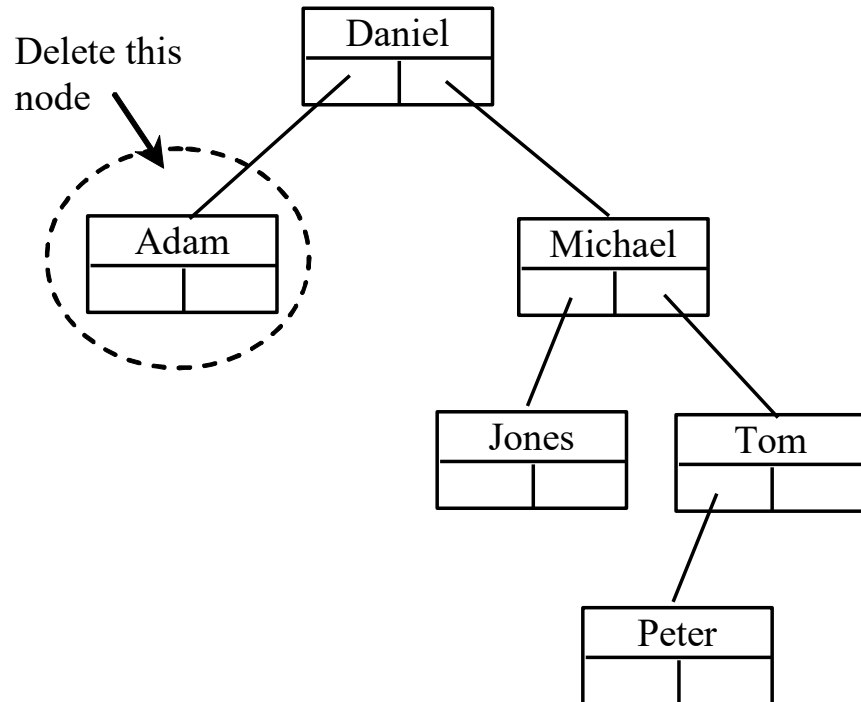 Daniel
Delete this
node
Adam
Michael
Jones
Tom
Peter